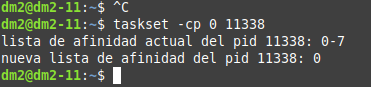 dm2@dm2-11:~$ ^C
dm2@dm2-11:~$ taskset -cp 0 11338
lista de afinidad actual del pid 11338: 0-7
nueva lista de afinidad del pid 11338: 0
dm2@dm2-11:~$